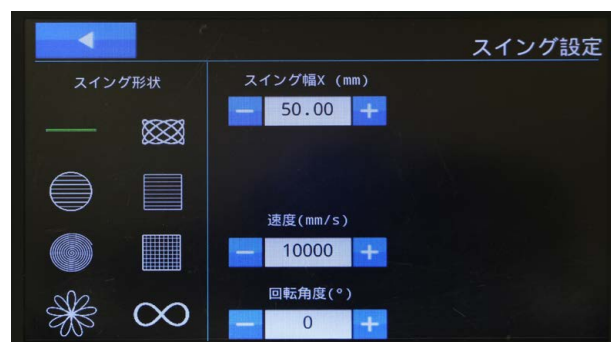 スイング設定
スイング形状
スイング幅X (mm)
50.00
速度(mm/s)
10000
回転角度(°)
0